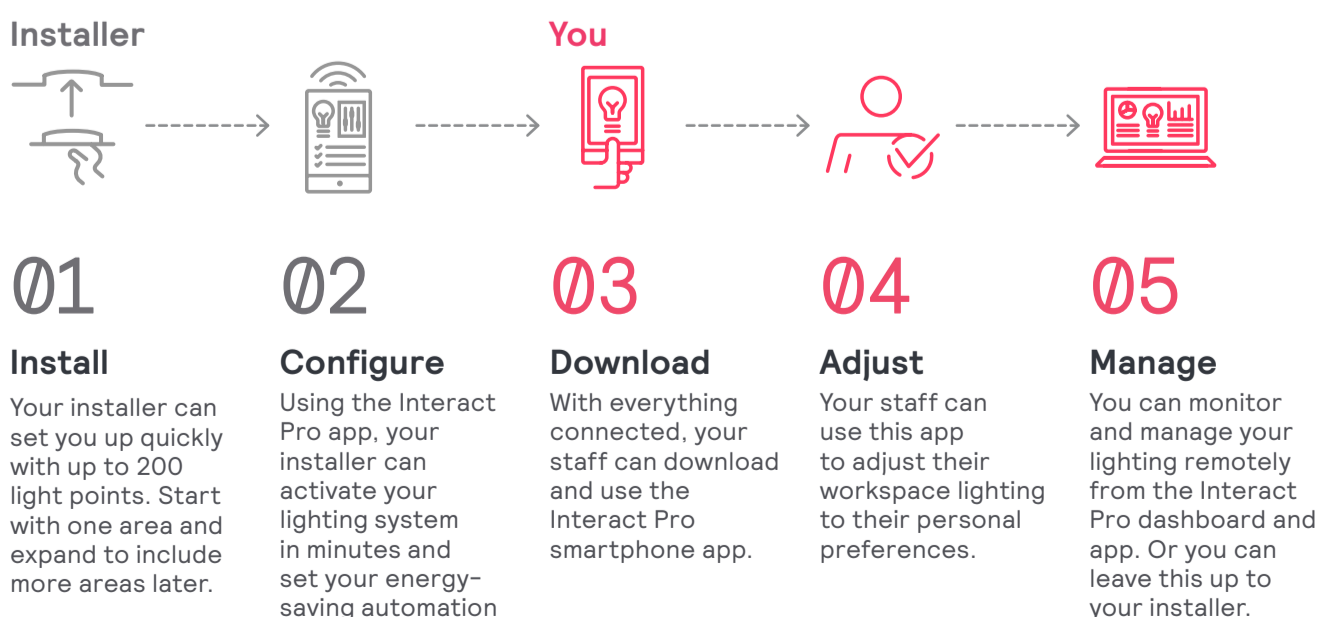 Installer
You
01
Install
Your installer can
set you up quickly
with up to 200
light points. Start
with one area and
expand to include
more areas later.
02
Configure
Using the Interact
Pro app, your
installer can
activate your
lighting system
in minutes and
set your energy-
saving automation
03
Download
With everything
connected, your
staff can download
and use the
Interact Pro
smartphone app.
04
Adjust
Your staff can
use this app
to adjust their
workspace lighting
to their personal
preferences.
05
Manage
You can monitor
and manage your
lighting remotely
from the Interact
Pro dashboard and
app. Or you can
leave this up to
your installer.